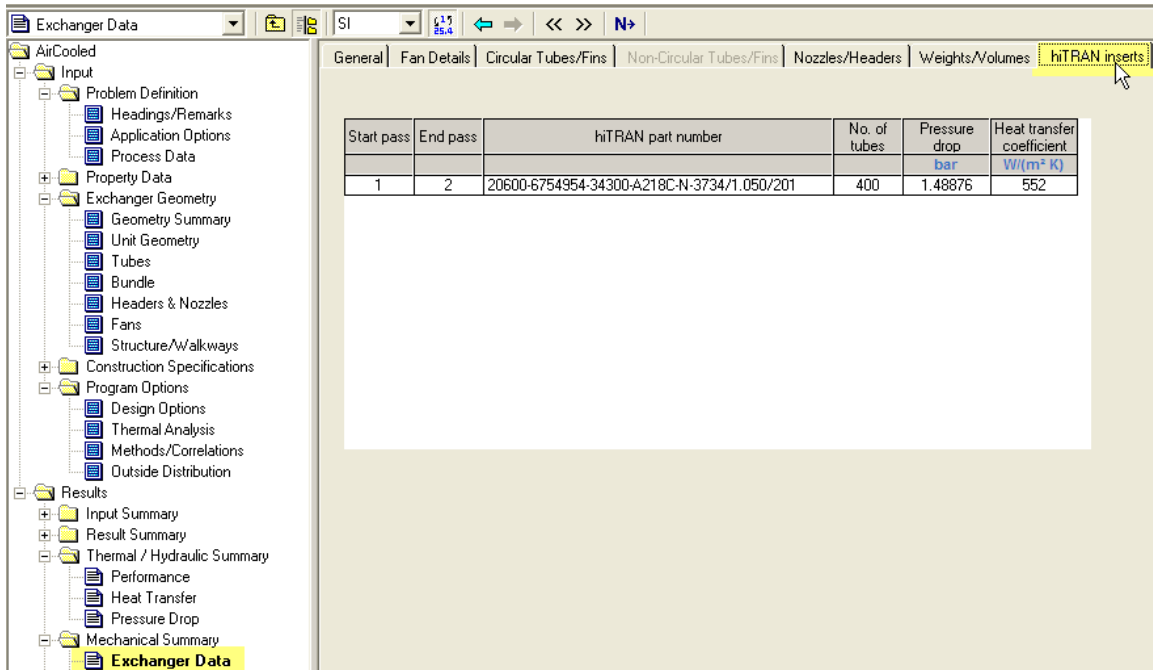 Exchanger Data
SI
N→
AirCooled
Input
Problem Definition
Headings/Remarks
Application Options
Process Data
Property Data
Exchanger Geometry
Geometry Summary
Unit Geometry
Tubes
Bundle
Headers & Nozzles
Fans
Structure/Walkways
Construction Specifications
Program Options
Design Options
Thermal Analysis
Methods/Correlations
Outside Distribution
Results
Input Summary
Result Summary
Thermal / Hydraulic Summary
Performance
Heat Transfer
Pressure Drop
Mechanical Summary
Exchanger Data
General Fan Details Circular Tubes/Fins Non-Circular Tubes/Fins Nozzles/Headers Weights/Volumes hiTRAN inserts
Start pass End pass hiTRAN part number No. of tubes Pressure drop Heat transfer coefficient
bar W/(m² K)
1 2 20600-6754954-34300-A218C-N-3734/1.050/201 400 1.48876 552